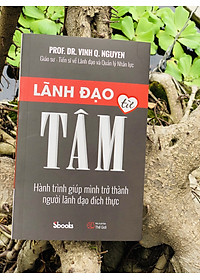 PROF. DR. VINH Q. NGUYEN
Giáo sư - Tiến sĩ về Lãnh đạo và Quản lý Nhân lực
LÃNH ĐẠO
từ
TÂM
Hành trình giúp mình trở thành
người lãnh đạo đích thực
Sbooks